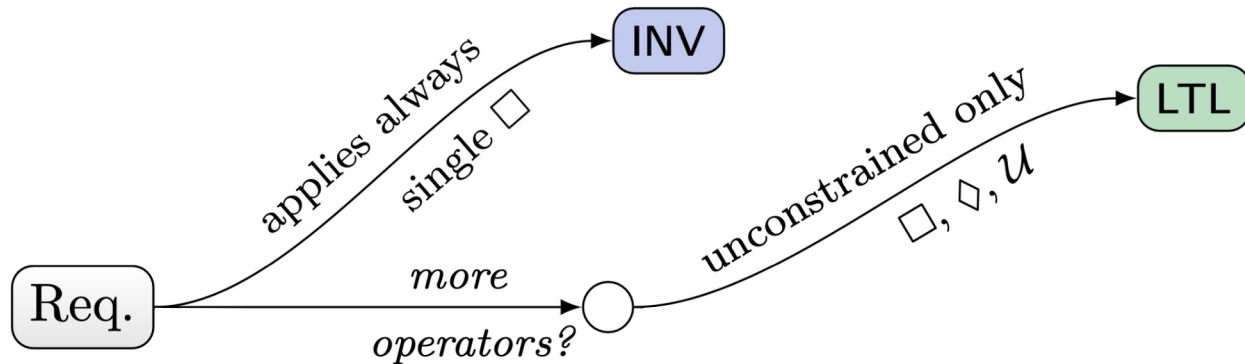 INV
applies always
single □
LTL
unconstrained only
□, ◊, 𝒰
Req.
more
operators?